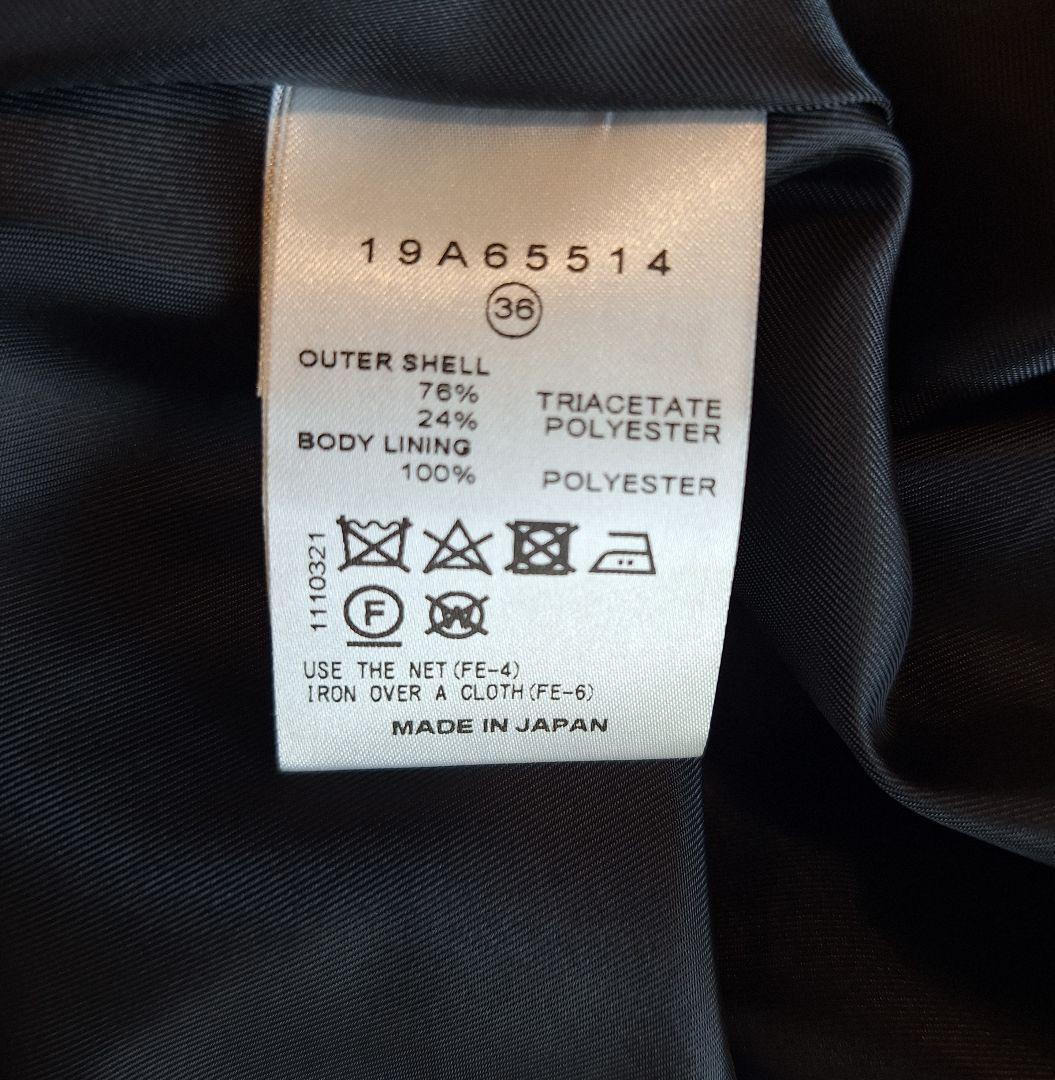 19A65514
36
OUTER SHELL
76% TRIACETATE
24% POLYESTER
BODY LINING
100% POLYESTER
1110321
F
W
USE THE NET(FE-4)
IRON OVER A CLOTH(FE-6)
MADE IN JAPAN